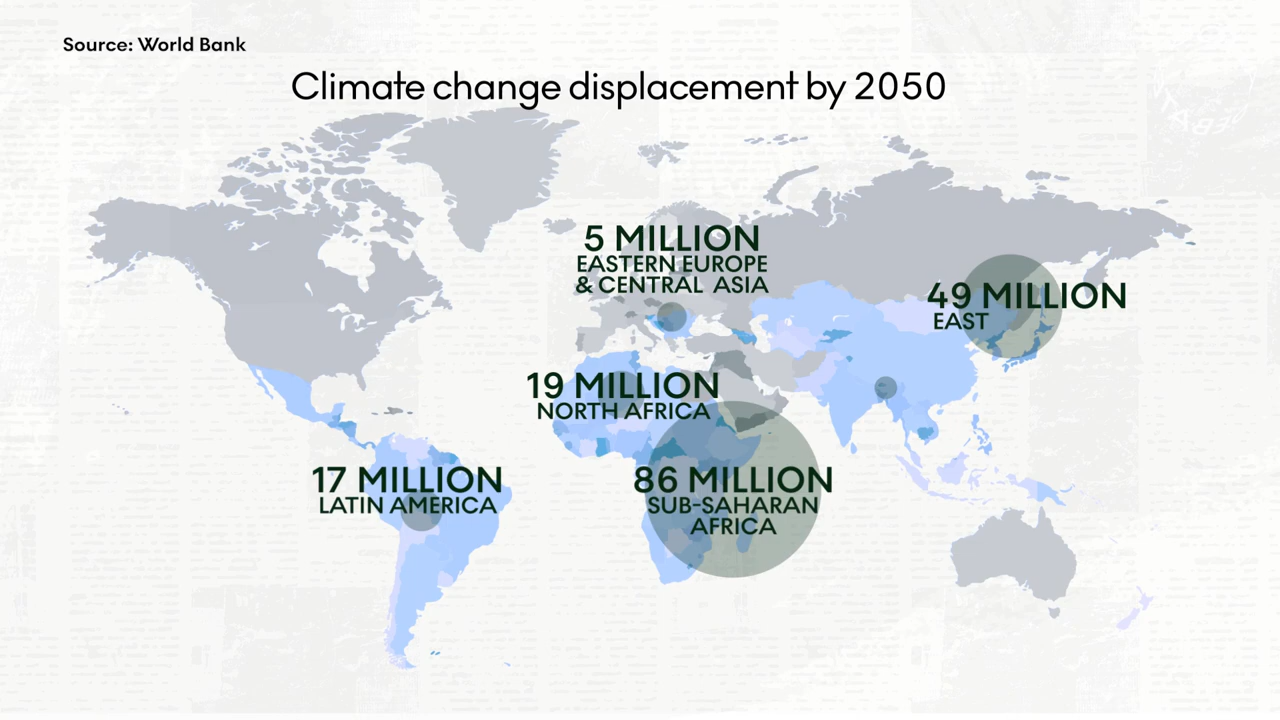 Source: World Bank
Climate change displacement by 2050
5 MILLION
EASTERN EUROPE
& CENTRAL ASIA
49 MILLION
EAST
19 MILLION
NORTH AFRICA
17 MILLION
LATIN AMERICA
86 MILLION
SUB-SAHARAN
AFRICA